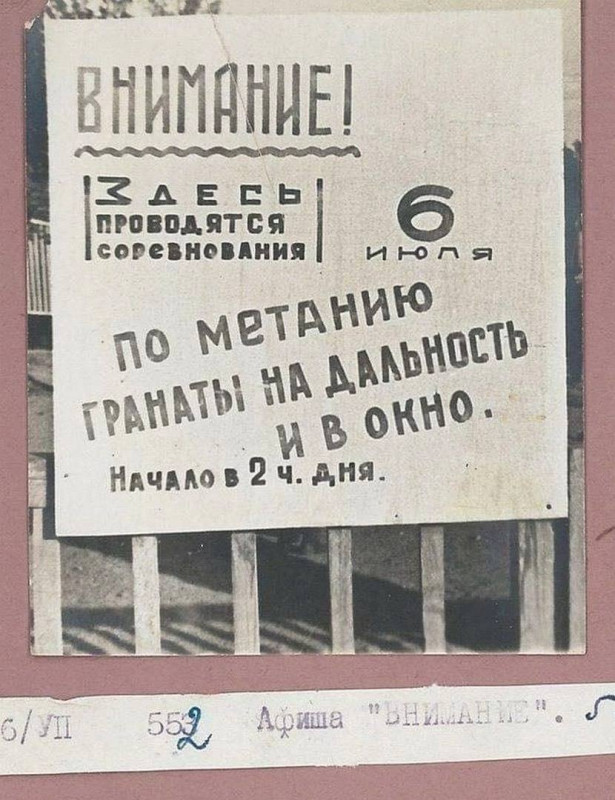 ВНИМАНИЕ!
ЗДЕСЬ
ПРОВОДЯТСЯ
СОРЕВНОВАНИЯ
6
ИЮЛЯ
ПО МЕТАНИЮ
ГРАНАТЫ НА ДАЛЬНОСТЬ
И В ОКНО.
НАЧАЛО В 2 Ч. ДНЯ.
6/УП 552 Афиша "ВНИМАНИЕ".